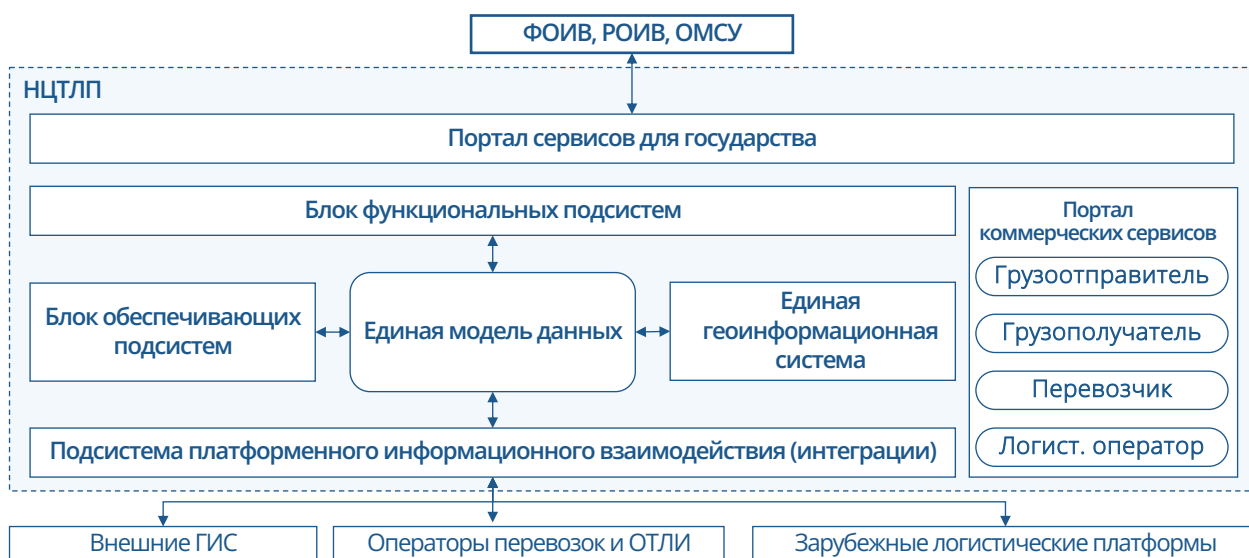 ФОИВ, РОИВ, ОМСУ
НЦТЛП
Портал сервисов для государства
Блок функциональных подсистем
Портал
коммерческих сервисов
Грузоотправитель
Грузополучатель
Перевозчик
Логист. оператор
Блок обеспечивающих
подсистем
Единая модель данных
Единая
геоинформационная
система
Подсистема платформенного информационного взаимодействия (интеграции)
Внешние ГИС
Операторы перевозок и ОТЛИ
Зарубежные логистические платформы